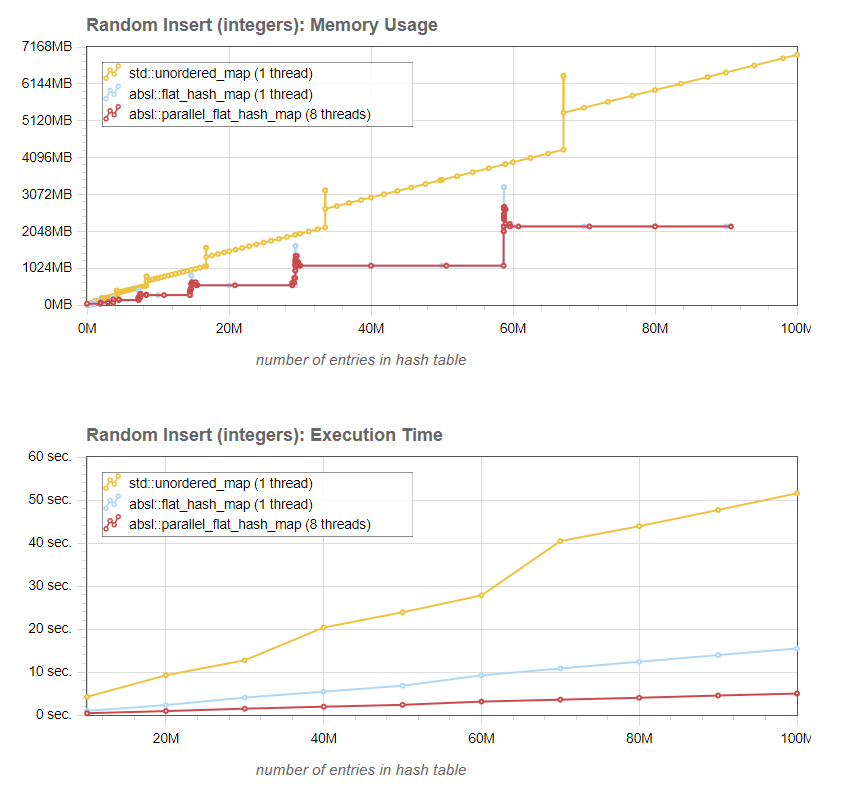 Random Insert (integers): Memory Usage
7168MB
6144MB
5120MB
4096MB
3072MB
2048MB
1024MB
0MB
std::unordered_map (1 thread)
absl::flat_hash_map (1 thread)
absl::parallel_flat_hash_map (8 threads)
0M 20M 40M 60M 80M 100M
number of entries in hash table
Random Insert (integers): Execution Time
60 sec.
50 sec.
40 sec.
30 sec.
20 sec.
10 sec.
0 sec.
std::unordered_map (1 thread)
absl::flat_hash_map (1 thread)
absl::parallel_flat_hash_map (8 threads)
20M 40M 60M 80M 100M
number of entries in hash table